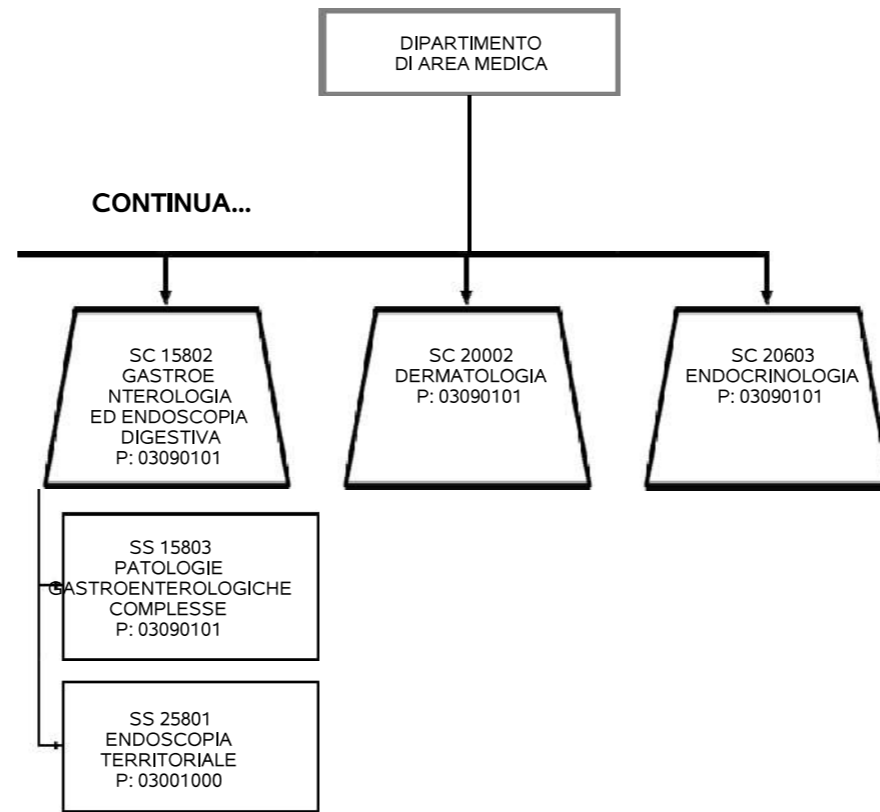 DIPARTIMENTO
DI AREA MEDICA
CONTINUA...
SC 15802
GASTROE
NTEROLOGIA
ED ENDOSCOPIA
DIGESTIVA
P: 03090101
SC 20002
DERMATOLOGIA
P: 03090101
SC 20603
ENDOCRINOLOGIA
P: 03090101
SS 15803
PATOLOGIE
GASTROENTEROLOGICHE
COMPLESSE
P: 03090101
SS 25801
ENDOSCOPIA
TERRITORIALE
P: 03001000